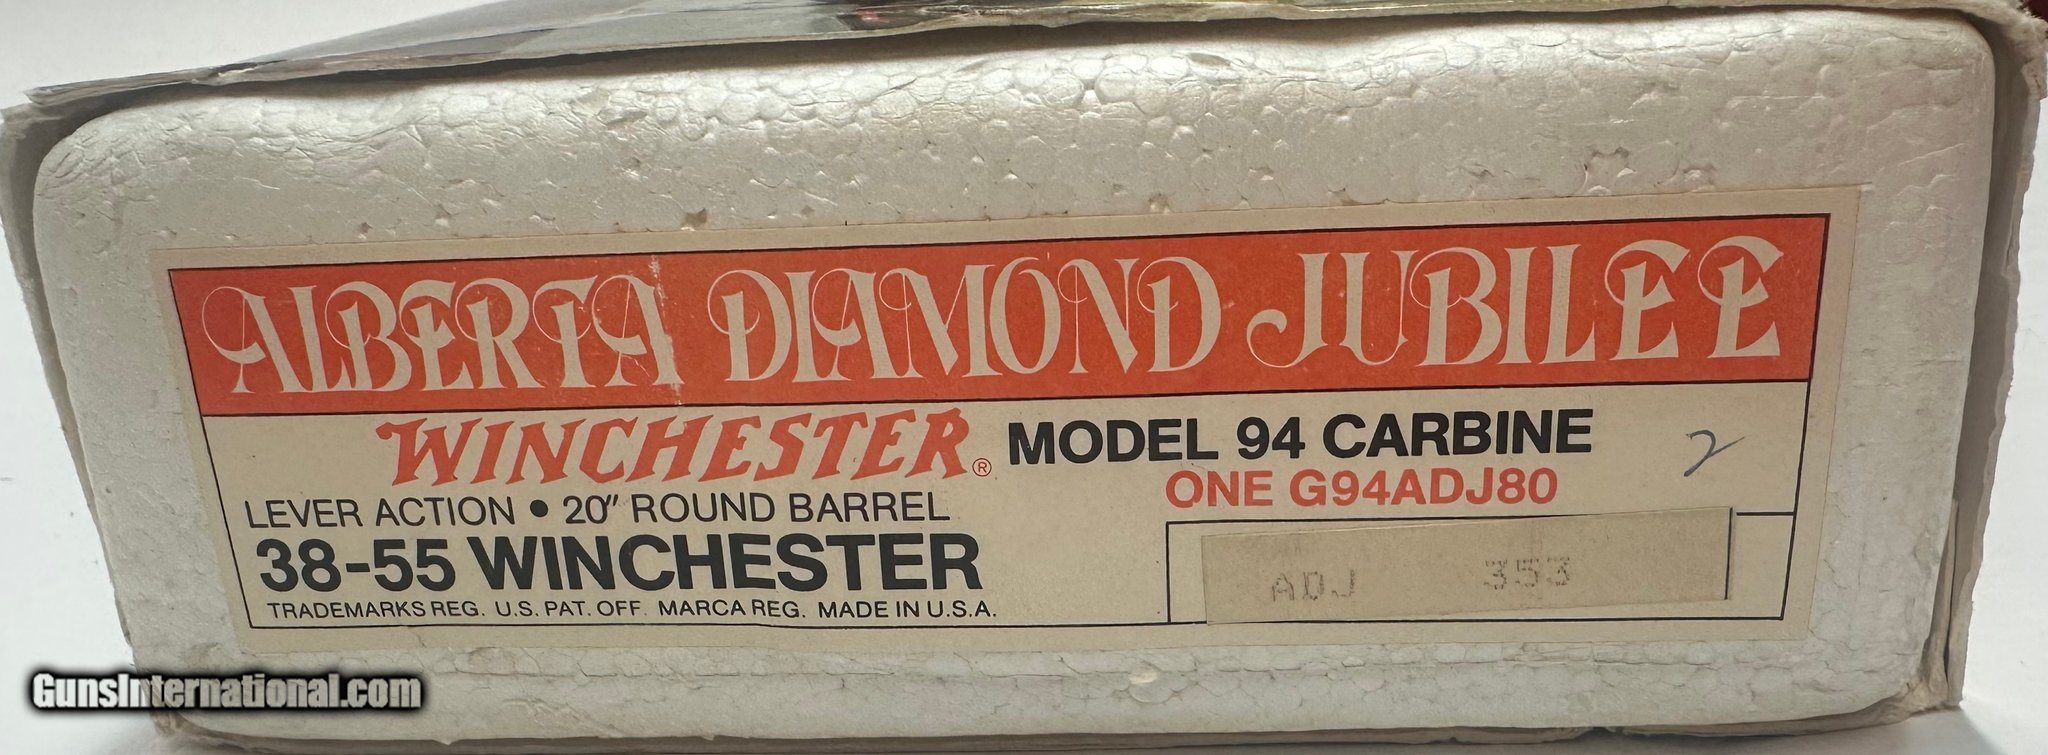 ALBERTA DIAMOND JUBILEE
WINCHESTER® MODEL 94 CARBINE
2
ONE G94ADJ80
LEVER ACTION • 20" ROUND BARREL
38-55 WINCHESTER
ADJ 353
TRADEMARKS REG. U.S. PAT. OFF. MARCA REG. MADE IN U.S.A.
GunsInternational.com